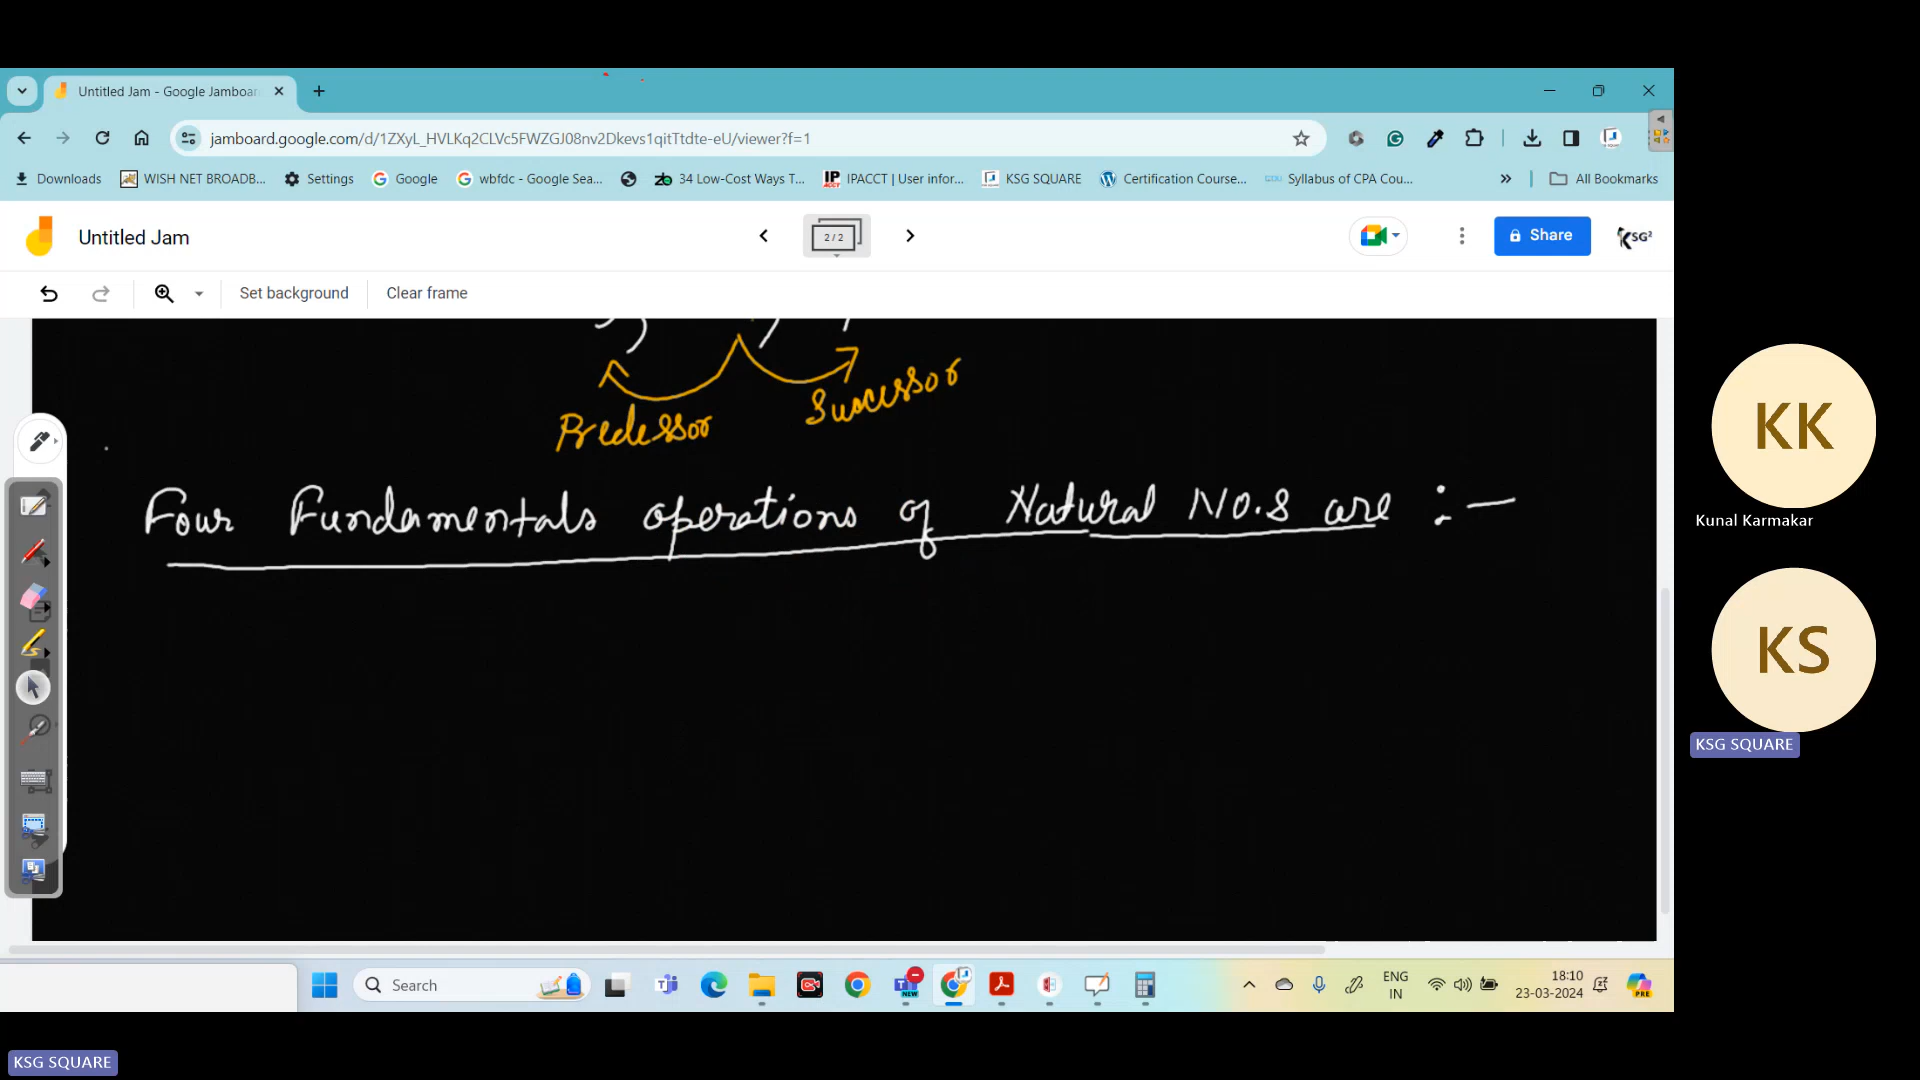 Untitled Jam - Google Jamboar
jamboard.google.com/d/1ZXyL_HVLKq2CLVc5FWZGJ08nv2Dkevs1qitTtdte-eU/viewer?f=1
Downloads WISH NET BROADB... Settings Google wbfdc - Google Sea... 34 Low-Cost Ways T... IPACCT | User infor... KSG SQUARE Certification Course... Syllabus of CPA Cou... » All Bookmarks
Untitled Jam 2 / 2 Share KSG²
Set background Clear frame
Successor
Predessor
Four Fundamentals operations of Natural No.s are :-
KK
Kunal Karmakar
KS
KSG SQUARE
Search ENG IN 18:10 23-03-2024
KSG SQUARE